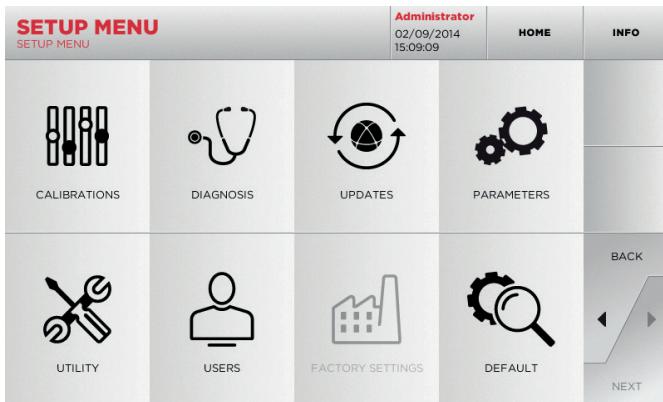 SETUP MENU
SETUP MENU
Administrator
02/09/2014
15:09:09
HOME
INFO
CALIBRATIONS
DIAGNOSIS
UPDATES
PARAMETERS
BACK
UTILITY
USERS
FACTORY SETTINGS
DEFAULT
NEXT